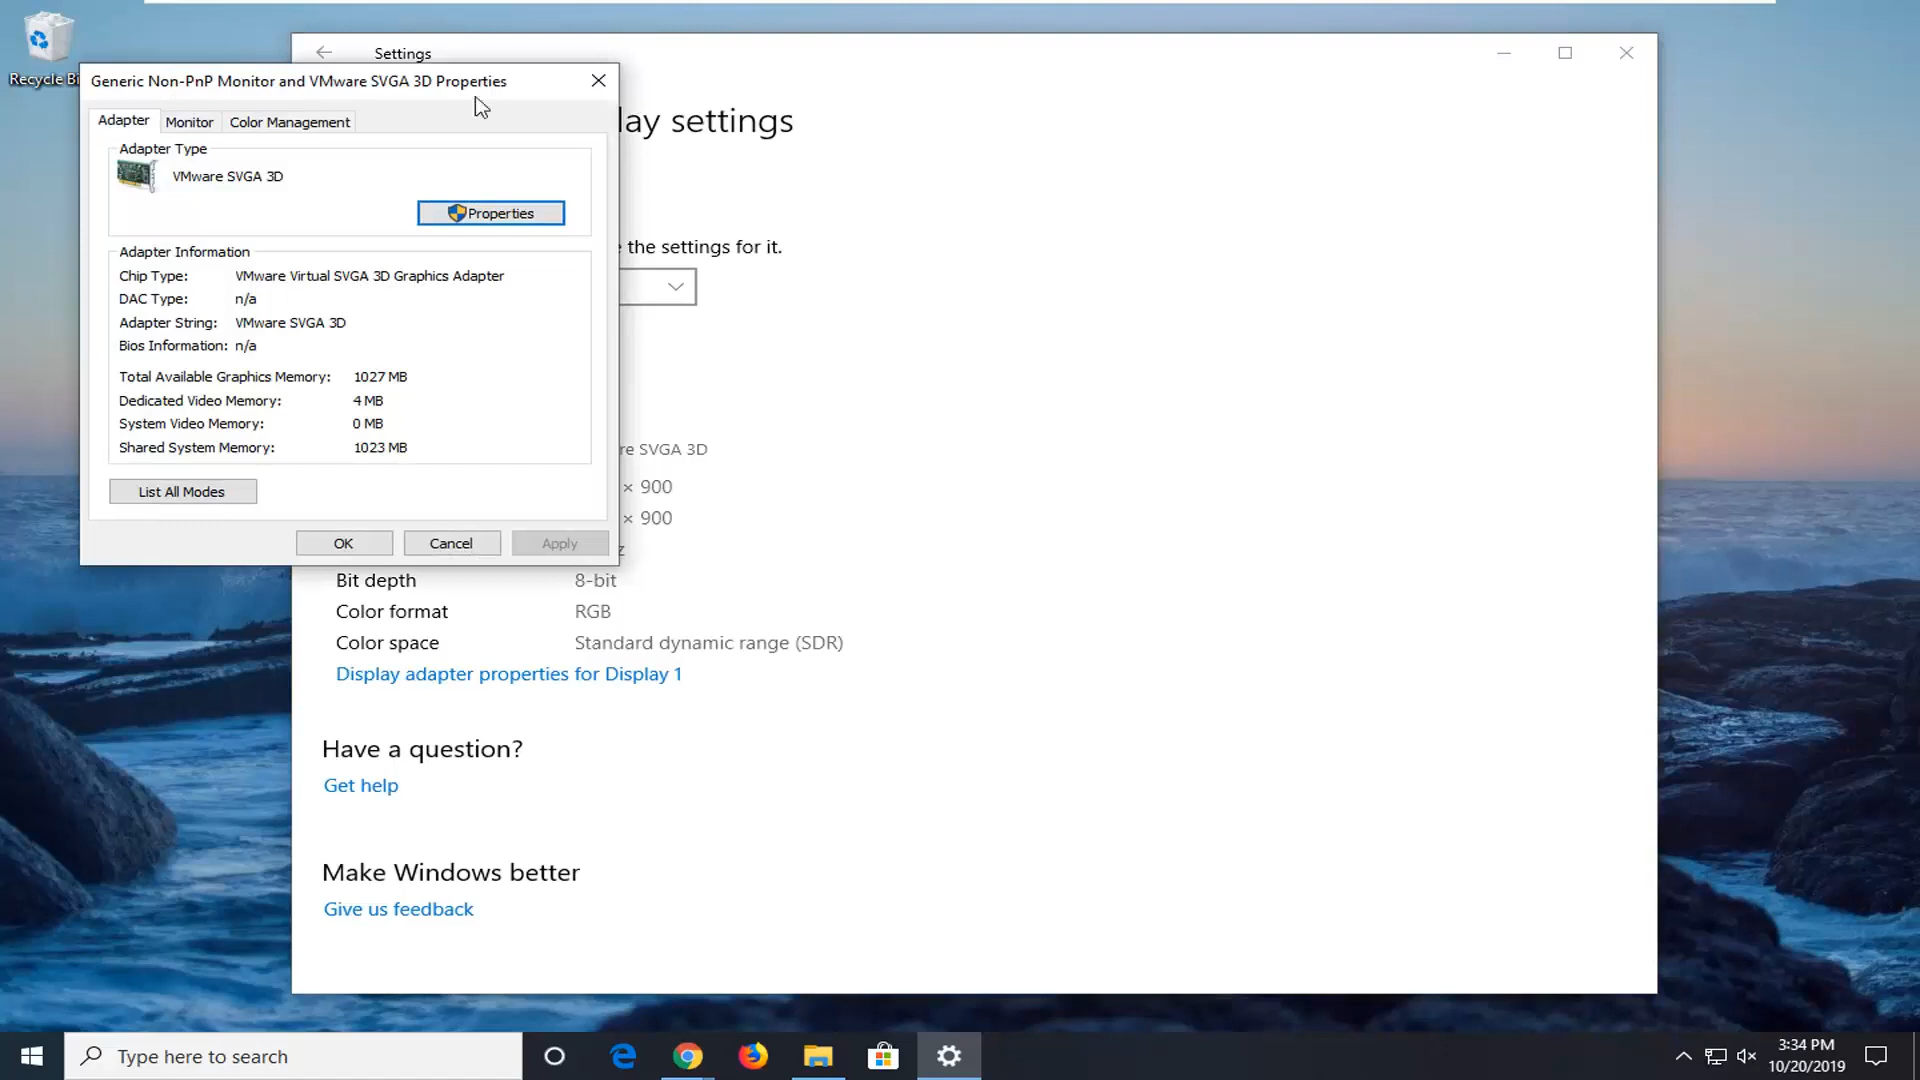 Recycle Bi
Settings
Generic Non-PnP Monitor and VMware SVGA 3D Properties
Adapter
Monitor
Color Management
lay settings
Adapter Type
VMware SVGA 3D
Properties
e the settings for it.
Adapter Information
Chip Type: VMware Virtual SVGA 3D Graphics Adapter
DAC Type: n/a
Adapter String: VMware SVGA 3D
Bios Information: n/a
Total Available Graphics Memory: 1027 MB
Dedicated Video Memory: 4 MB
System Video Memory: 0 MB
Shared System Memory: 1023 MB
List All Modes
OK
Cancel
Apply
re SVGA 3D
× 900
× 900
z
Bit depth 8-bit
Color format RGB
Color space Standard dynamic range (SDR)
Display adapter properties for Display 1
Have a question?
Get help
Make Windows better
Give us feedback
Type here to search
3:34 PM
10/20/2019